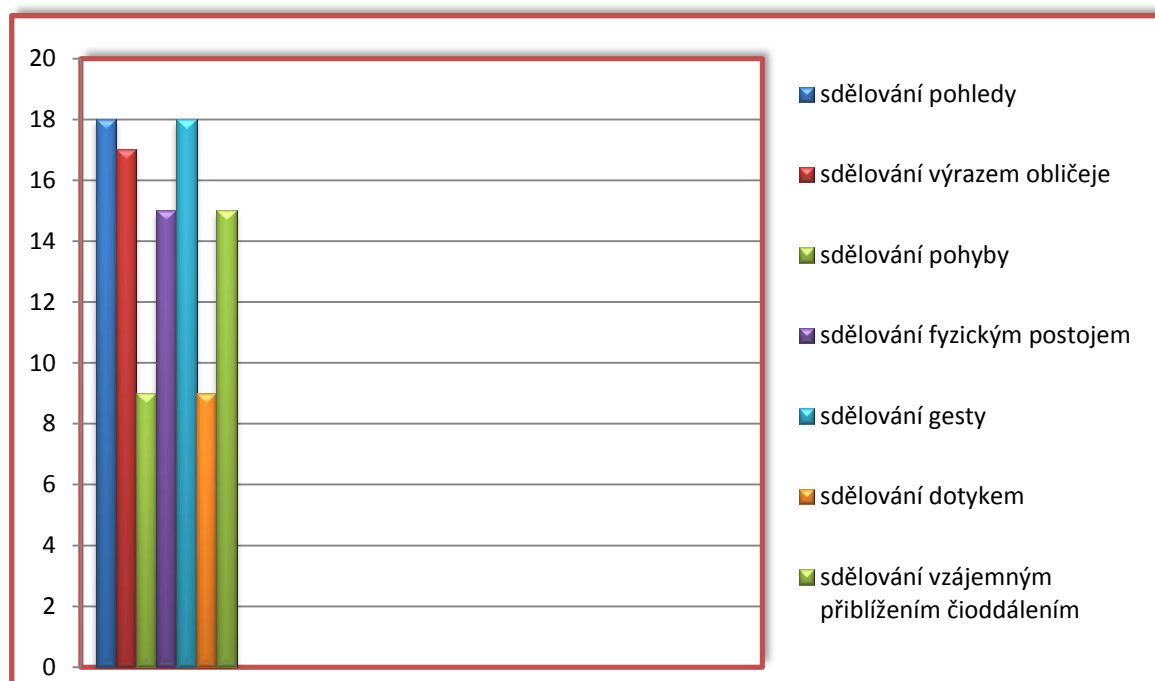 20
18
16
14
12
10
8
6
4
2
0
sdělování pohledy
sdělování výrazem obličeje
sdělování pohyby
sdělování fyzickým postojem
sdělování gesty
sdělování dotykem
sdělování vzájemným
přiblížením čioddálením